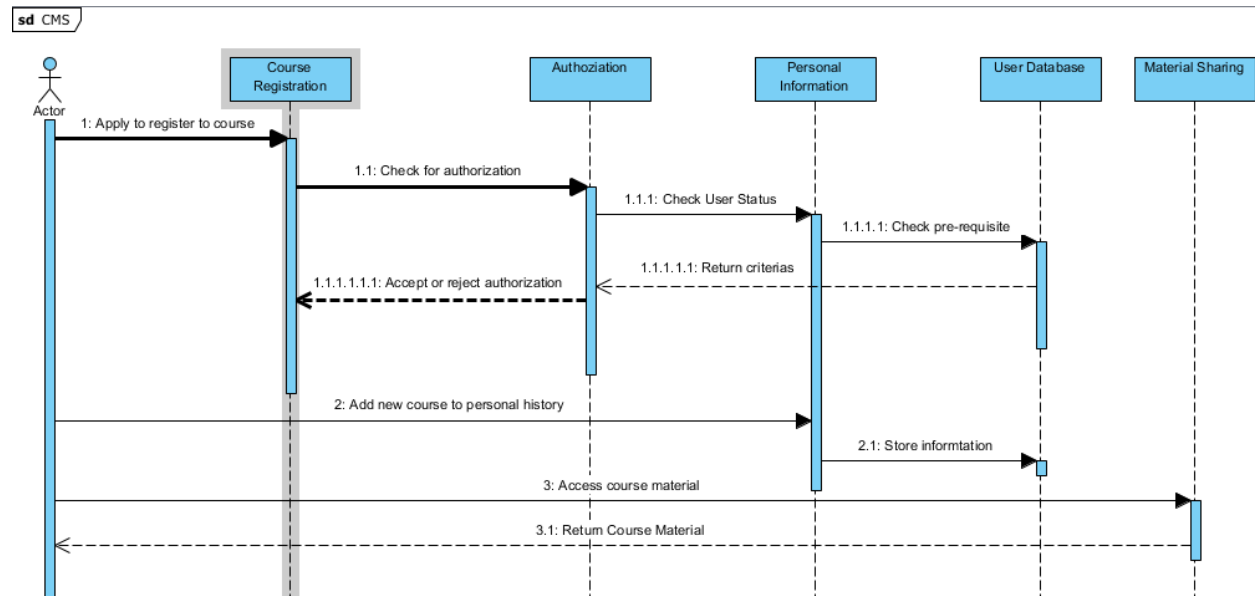 sd CMS
Course
Registration
Authoziation
Personal
Information
User Database
Material Sharing
Actor
1: Apply to register to course
1.1: Check for authorization
1.1.1: Check User Status
1.1.1.1: Check pre-requisite
1.1.1.1.1: Return criterias
1.1.1.1.1.1: Accept or reject authorization
2: Add new course to personal history
2.1: Store informtation
3: Access course material
3.1: Return Course Material